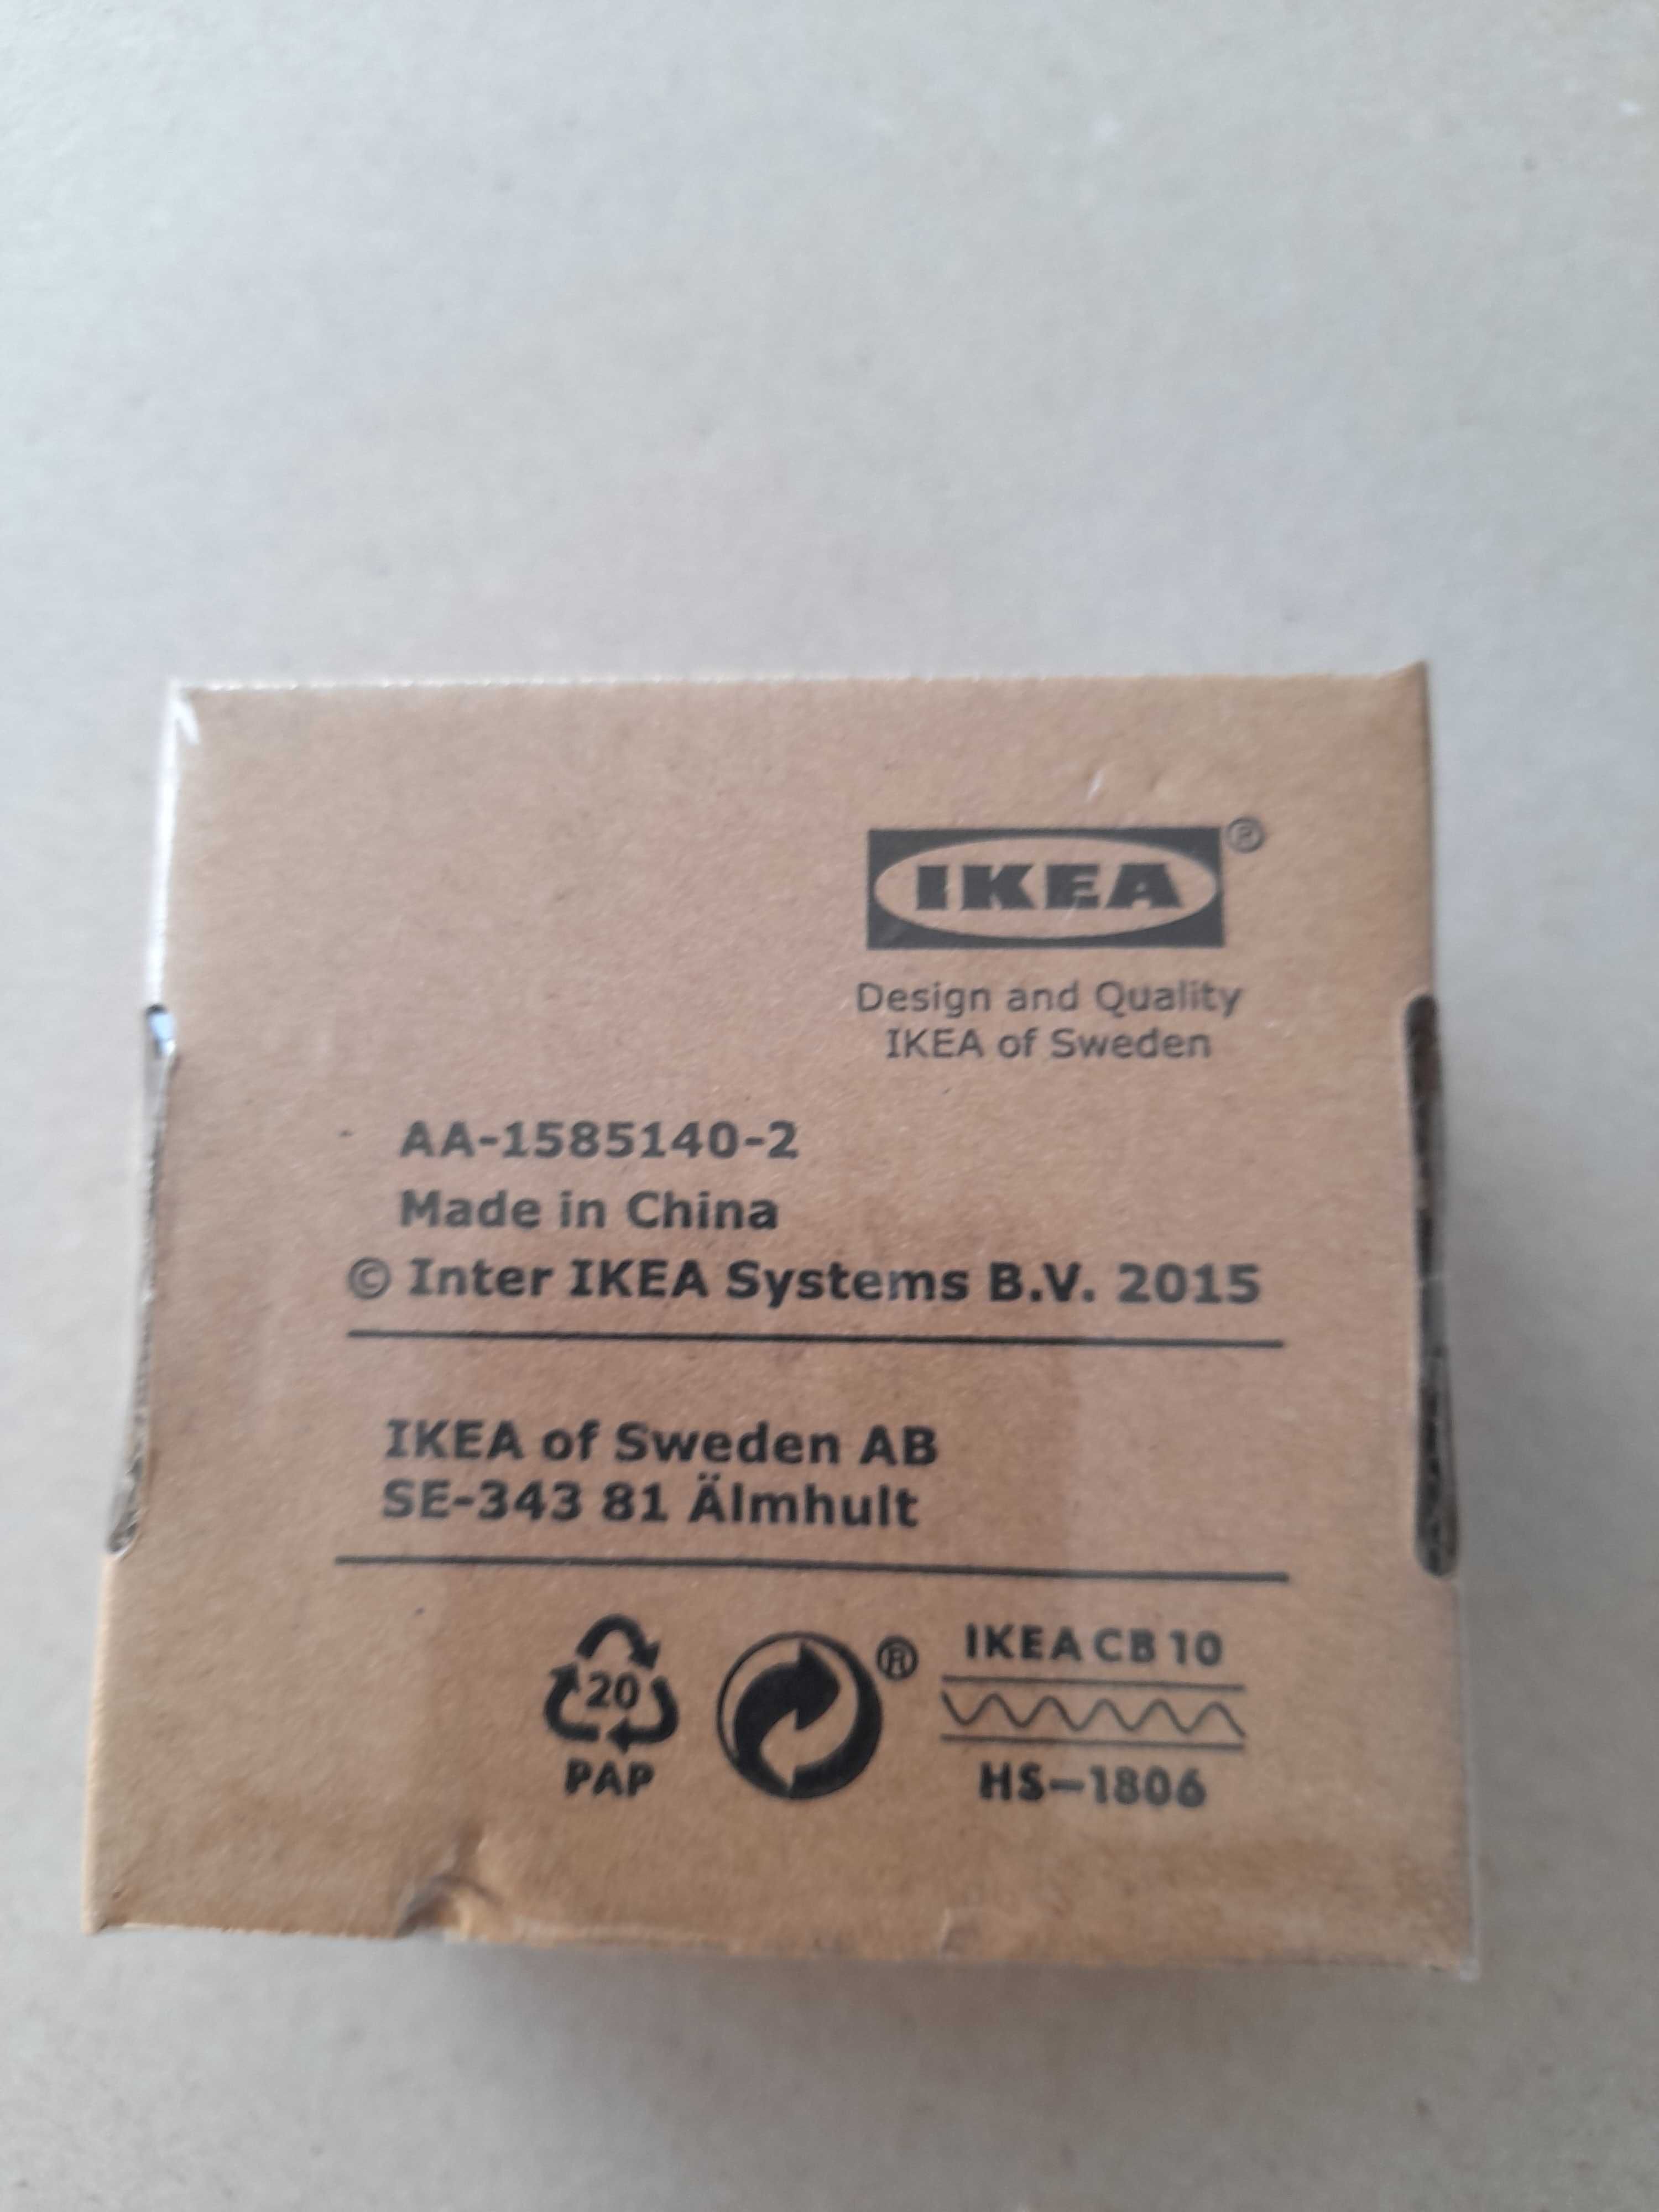 IKEA®
Design and Quality
IKEA of Sweden
AA-1585140-2
Made in China
© Inter IKEA Systems B.V. 2015
IKEA of Sweden AB
SE-343 81 Älmhult
20
PAP
®
IKEA CB 10
HS-1806